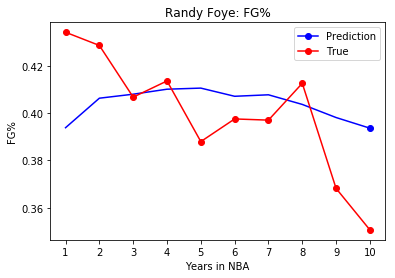 Randy Foye: FG%
Prediction
True
FG%
0.42
0.40
0.38
0.36
1 2 3 4 5 6 7 8 9 10
Years in NBA